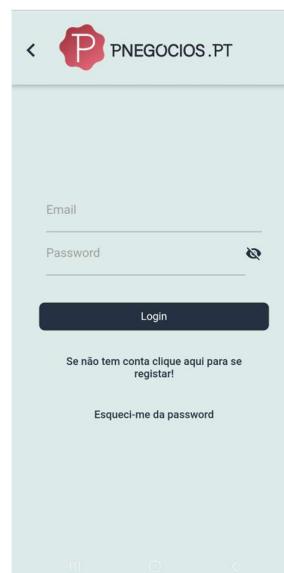 P PNEGOCIOS.PT
Email
Password
Login
Se não tem conta clique aqui para se
registar!
Esqueci-me da password